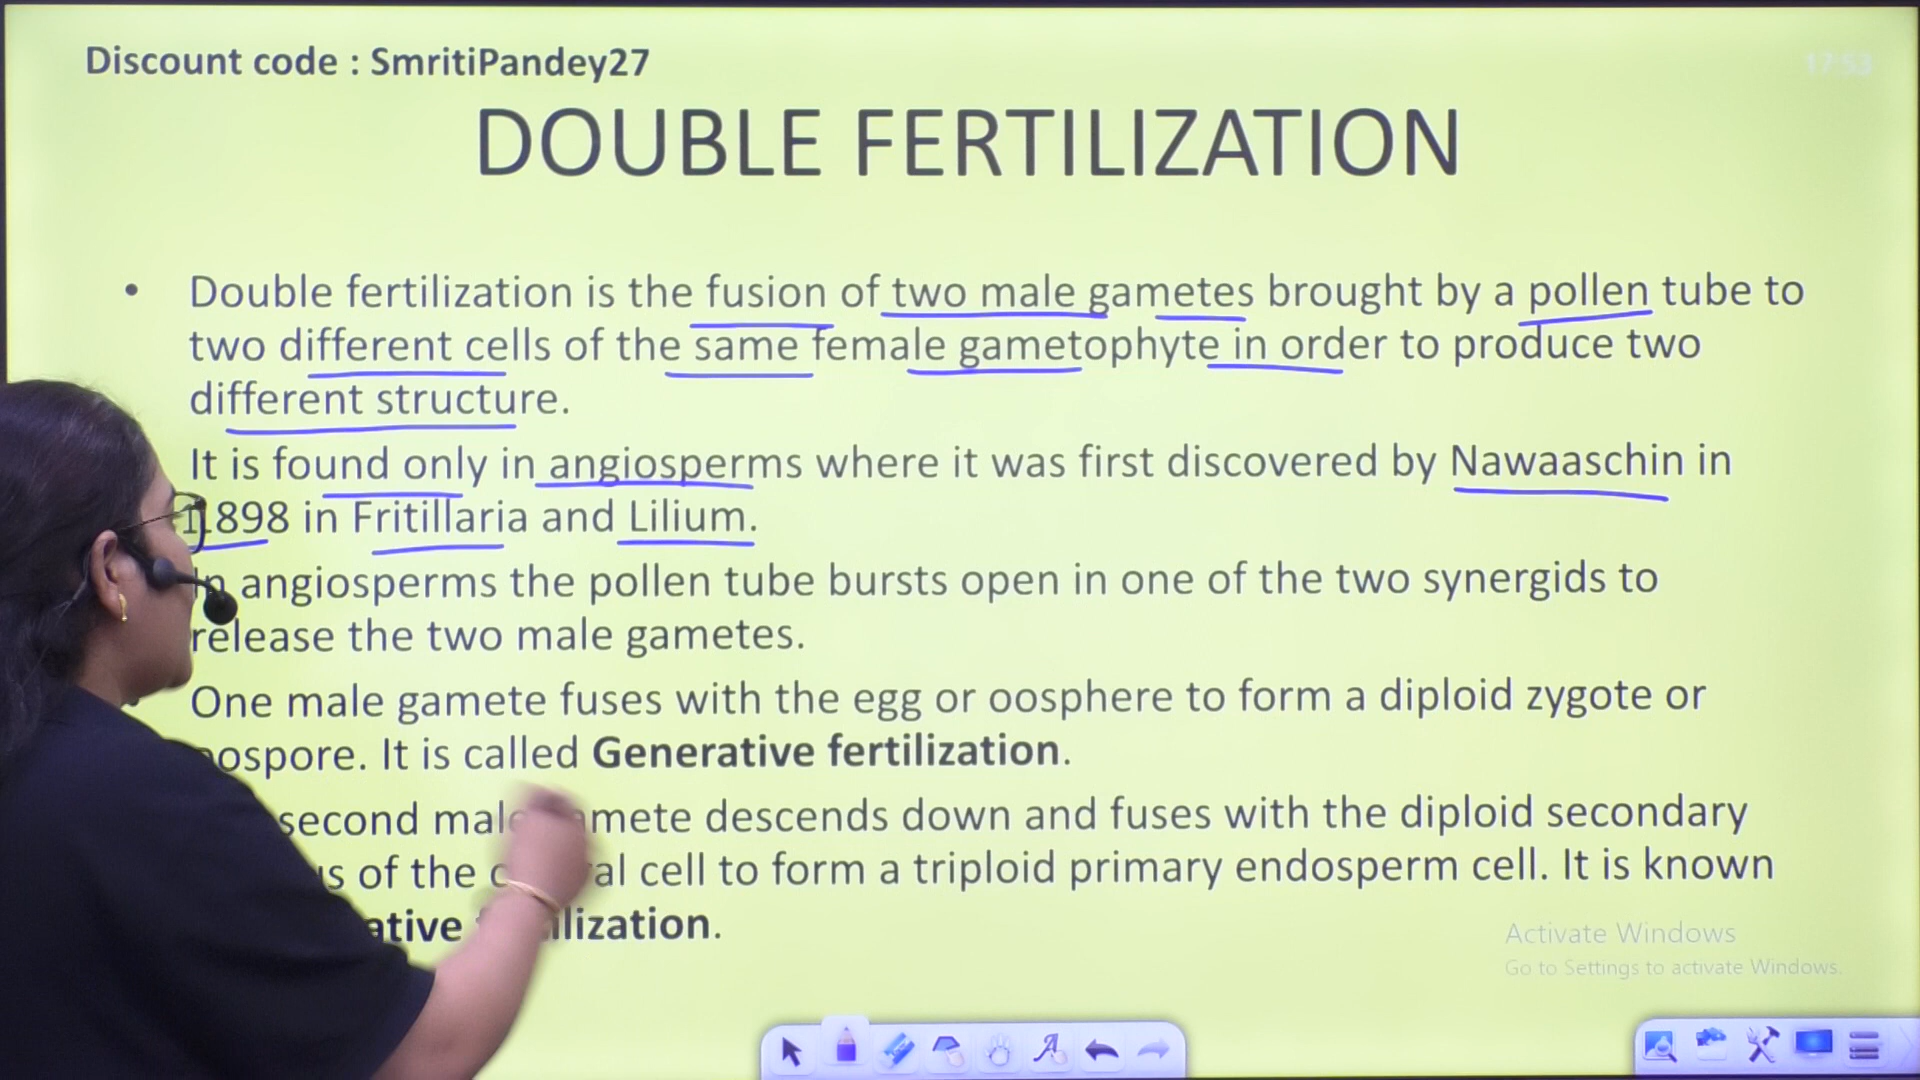 Discount code : SmritiPandey27
17:53
DOUBLE FERTILIZATION
• Double fertilization is the fusion of two male gametes brought by a pollen tube to
two different cells of the same female gametophyte in order to produce two
different structure.
It is found only in angiosperms where it was first discovered by Nawaaschin in
1898 in Fritillaria and Lilium.
In angiosperms the pollen tube bursts open in one of the two synergids to
release the two male gametes.
One male gamete fuses with the egg or oosphere to form a diploid zygote or
oospore. It is called Generative fertilization.
second male gamete descends down and fuses with the diploid secondary
of the central cell to form a triploid primary endosperm cell. It is known
fertilization.
Activate Windows
Go to Settings to activate Windows.